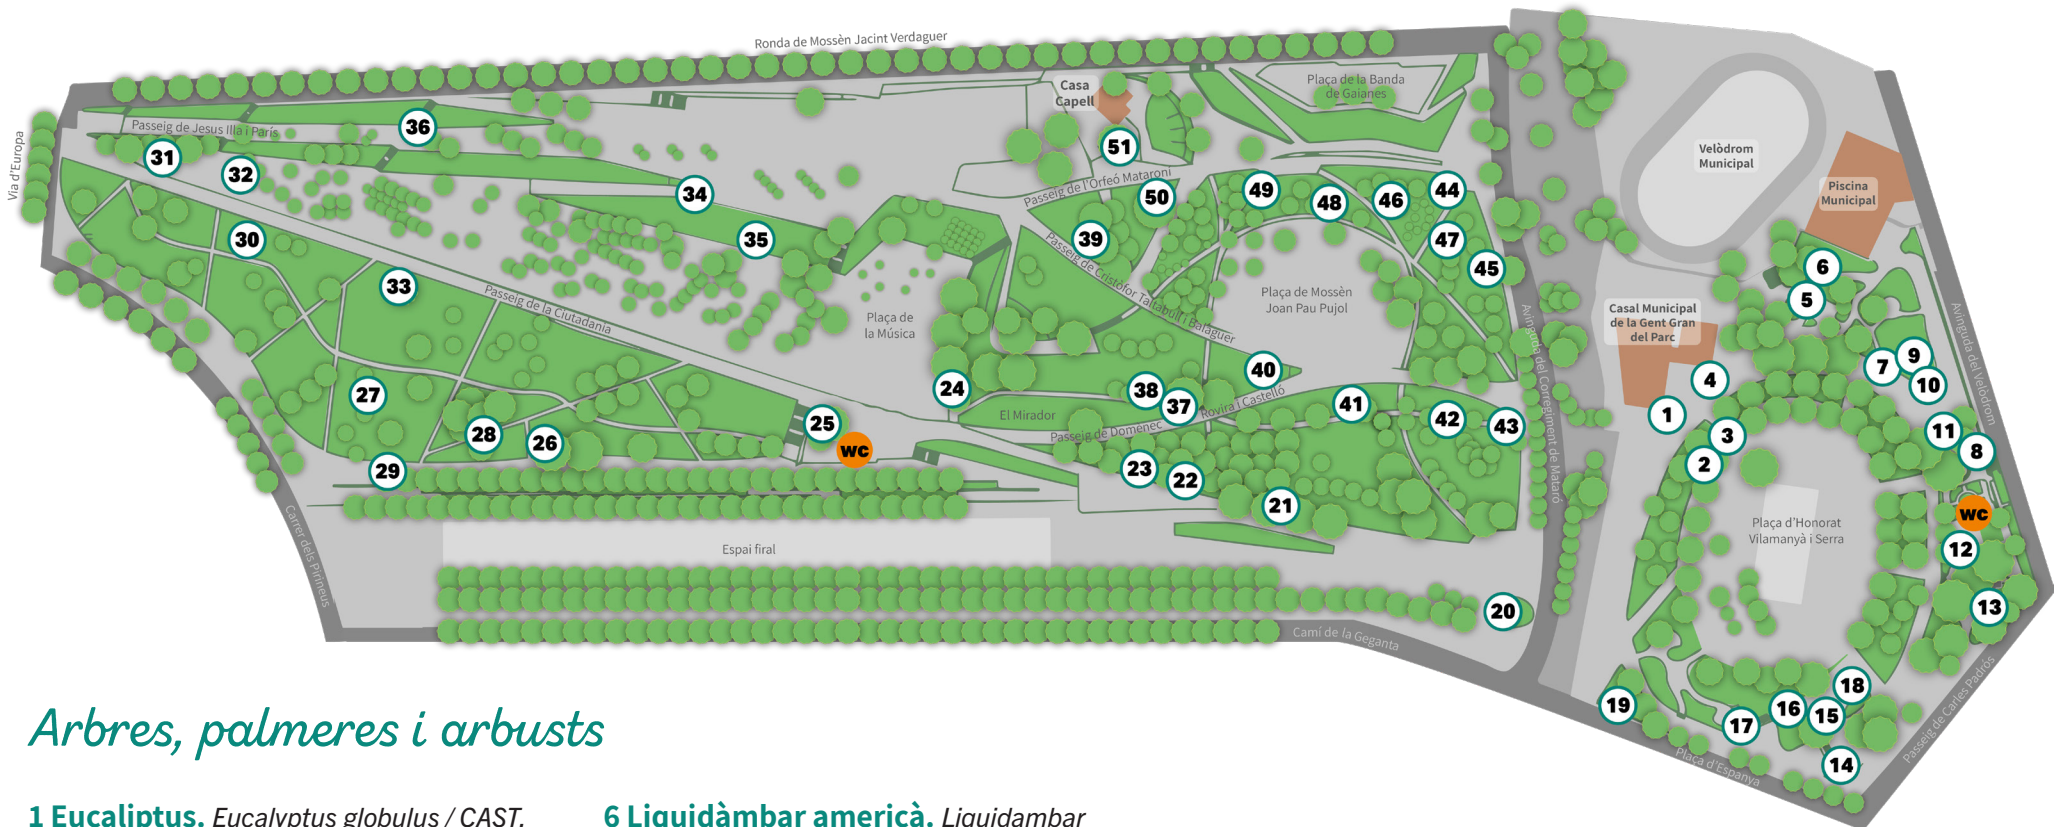 Ronda de Mossèn Jacint Verdaguer
Via d'Europa
Passeig de Jesus Illa i París
36
31
32
34
35
30
33
Passeig de la Ciutadania
27
28
26
29
25
wc
24
Carrer dels Pirineus
Espai firal
Plaça de
la Música
Casa
Capell
51
Passeig de l'Orfeó Mataroní
50
49
48
46
44
47
45
39
Passeig de Cristòfor Taltabull i Balaguer
Plaça de la Banda
de Gaianes
Plaça de Mossèn
Joan Pau Pujol
40
38
37
El Mirador
Passeig de Domènec Rovira i Castelló
41
42
43
23
22
21
20
Camí de la Geganta
Avinguda del Corregiment de Mataró
Velòdrom
Municipal
Piscina
Municipal
6
5
Casal Municipal
de la Gent Gran
del Parc
4
1
3
2
7
9
10
11
8
Avinguda del Velòdrom
wc
12
13
Plaça d'Honorat
Vilamanyà i Serra
18
16
15
17
14
19
Plaça d'Espanya
Passeig de Carles Padrós
Arbres, palmeres i arbusts
1 Eucaliptus. Eucalyptus globulus / CAST.
6 Liquidàmbar americà. Liquidambar